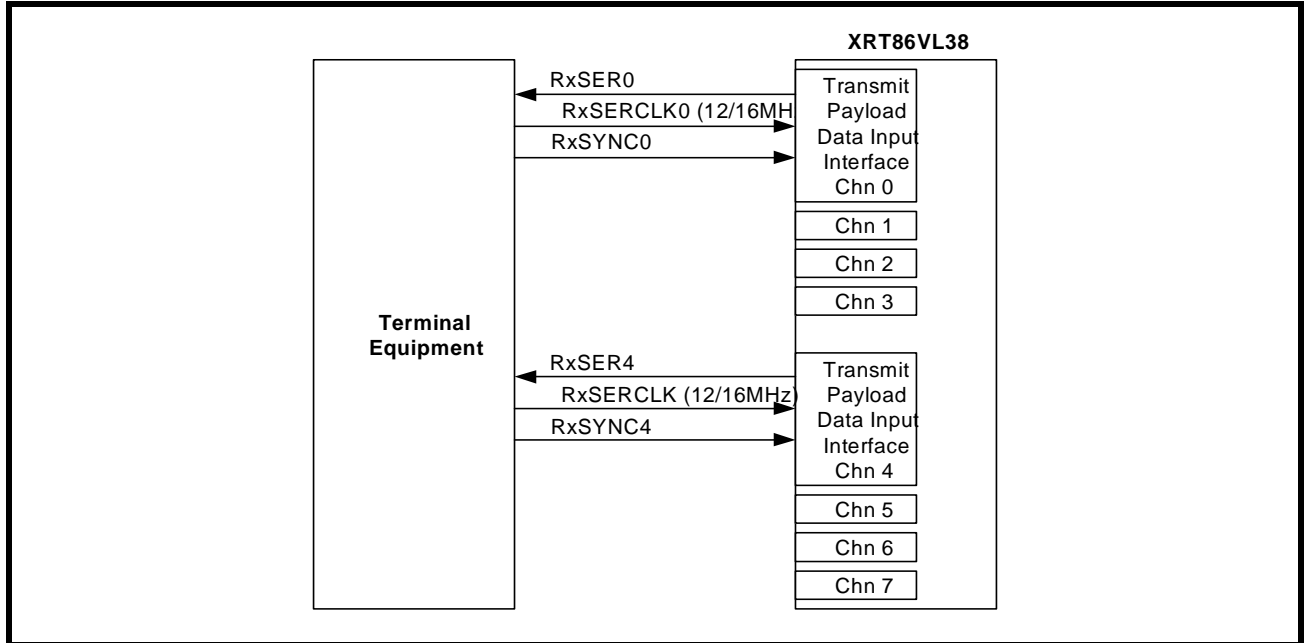 XRT86VL38
RxSER0
RxSERCLK0 (12/16MH
RxSYNC0
Transmit
Payload
Data Input
Interface
Chn 0
Chn 1
Chn 2
Chn 3
Terminal
Equipment
RxSER4
RxSERCLK (12/16MHz)
RxSYNC4
Transmit
Payload
Data Input
Interface
Chn 4
Chn 5
Chn 6
Chn 7